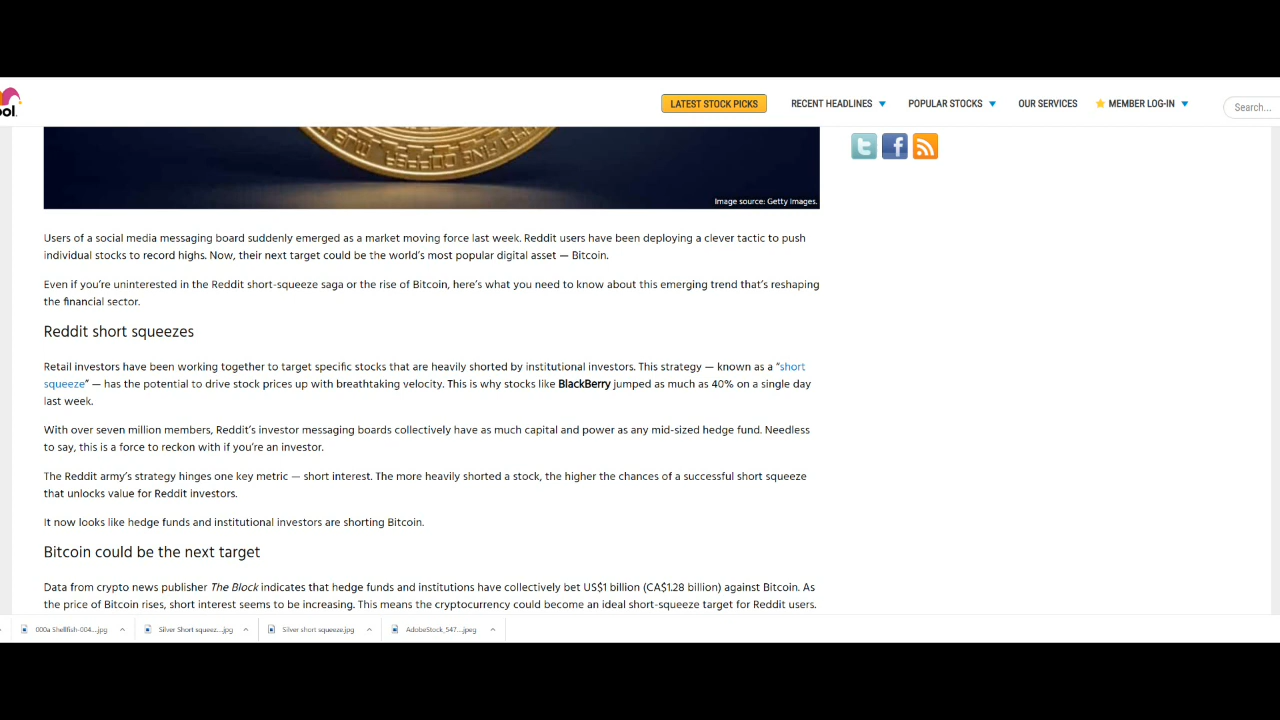 ool.
LATEST STOCK PICKS
RECENT HEADLINES
POPULAR STOCKS
OUR SERVICES
MEMBER LOG-IN
Search...
Image source: Getty Images.
Users of a social media messaging board suddenly emerged as a market moving force last week. Reddit users have been deploying a clever tactic to push
individual stocks to record highs. Now, their next target could be the world's most popular digital asset — Bitcoin.
Even if you're uninterested in the Reddit short-squeeze saga or the rise of Bitcoin, here's what you need to know about this emerging trend that's reshaping
the financial sector.
Reddit short squeezes
Retail investors have been working together to target specific stocks that are heavily shorted by institutional investors. This strategy — known as a "short
squeeze" — has the potential to drive stock prices up with breathtaking velocity. This is why stocks like BlackBerry jumped as much as 40% on a single day
last week.
With over seven million members, Reddit's investor messaging boards collectively have as much capital and power as any mid-sized hedge fund. Needless
to say, this is a force to reckon with if you're an investor.
The Reddit army's strategy hinges one key metric — short interest. The more heavily shorted a stock, the higher the chances of a successful short squeeze
that unlocks value for Reddit investors.
It now looks like hedge funds and institutional investors are shorting Bitcoin.
Bitcoin could be the next target
Data from crypto news publisher The Block indicates that hedge funds and institutions have collectively bet US$1 billion (CA$1.28 billion) against Bitcoin. As
the price of Bitcoin rises, short interest seems to be increasing. This means the cryptocurrency could become an ideal short-squeeze target for Reddit users.
000a Shellfish-004....jpg
Silver Short squeez....jpg
Silver short squeeze.jpg
AdobeStock_547....jpeg